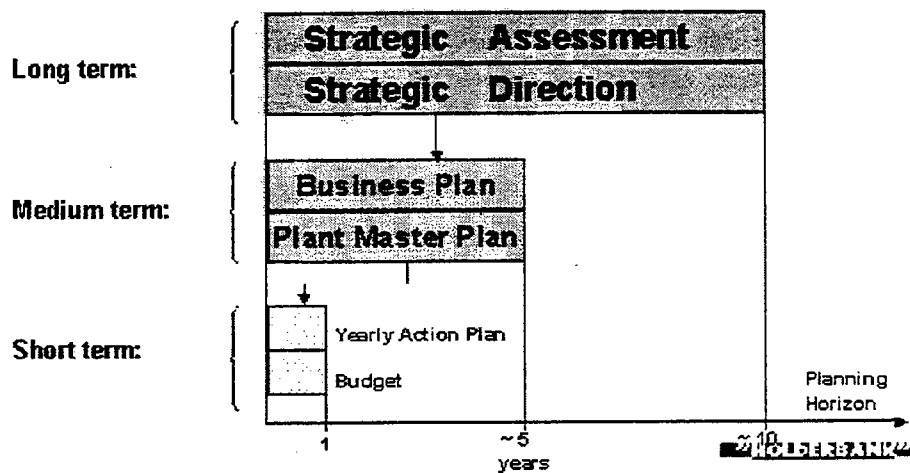 Long term:
Strategic Assessment
Strategic Direction
Medium term:
Business Plan
Plant Master Plan
Short term:
Yearly Action Plan
Budget
Planning
Horizon
1
~5
~10
years
"HOLDERBANK"